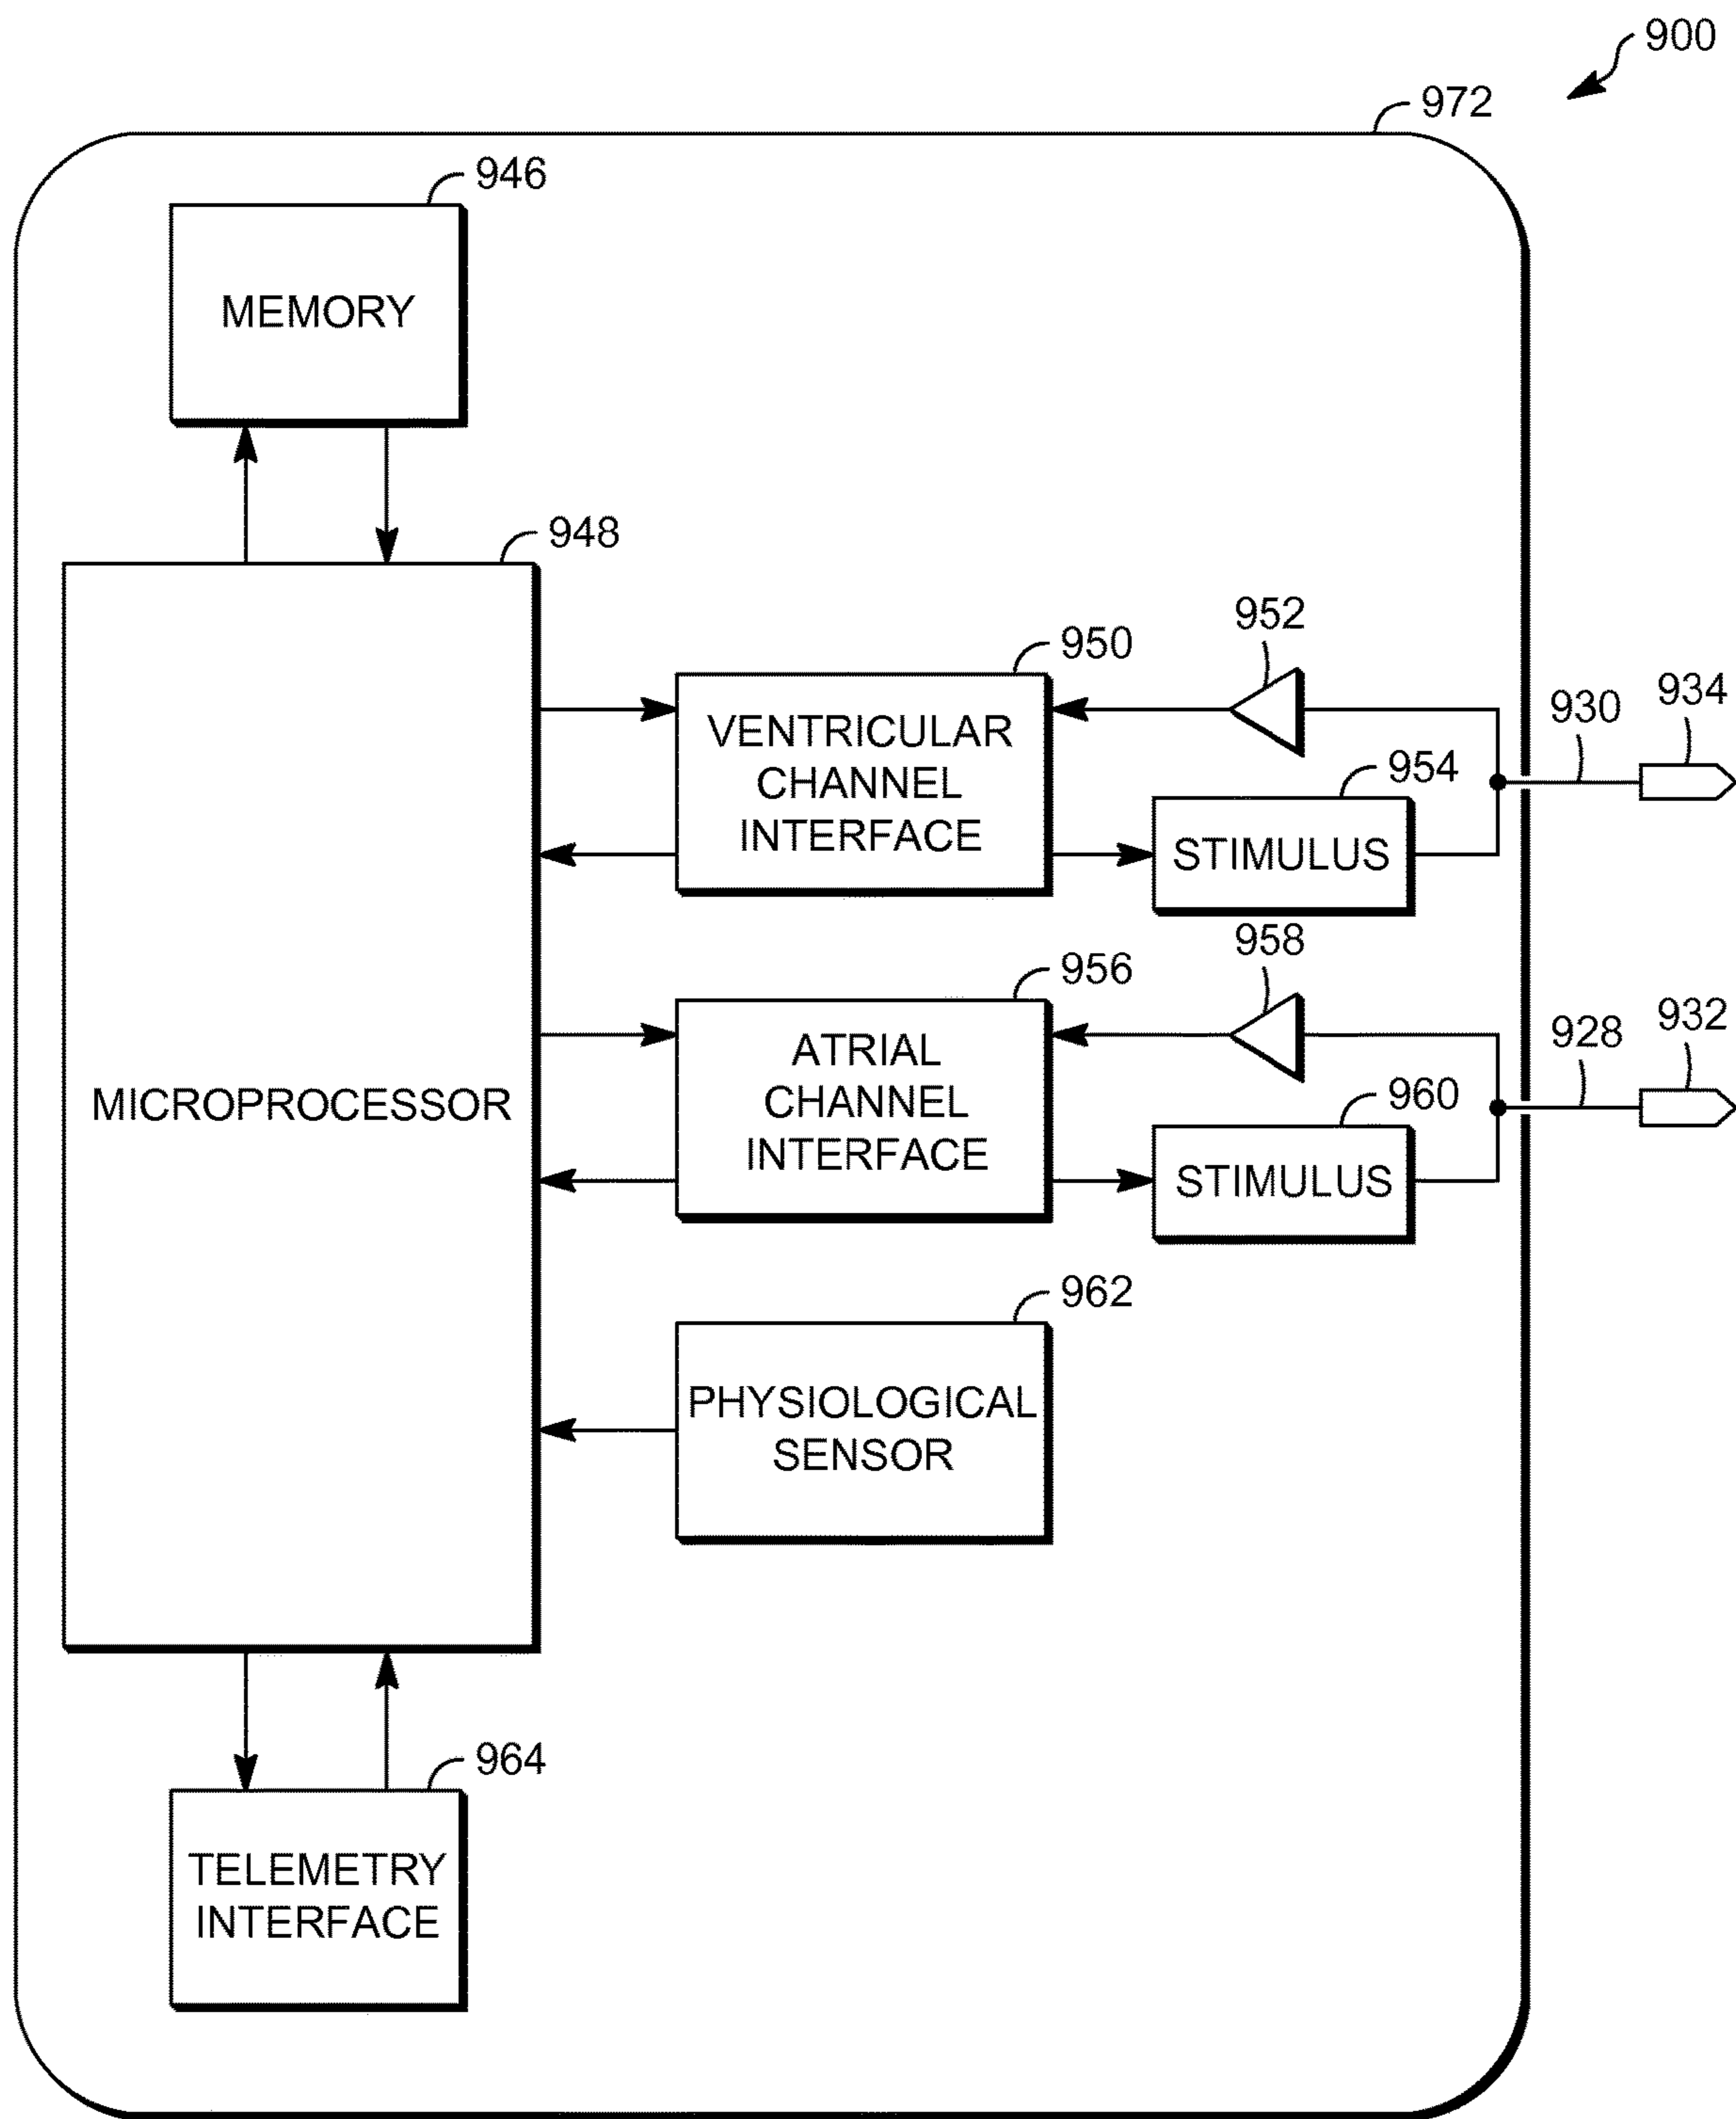 900
972
946
MEMORY
948
950
952
934
930
VENTRICULAR
CHANNEL
INTERFACE
954
STIMULUS
956
958
932
928
ATRIAL
CHANNEL
INTERFACE
960
STIMULUS
MICROPROCESSOR
962
PHYSIOLOGICAL
SENSOR
964
TELEMETRY
INTERFACE